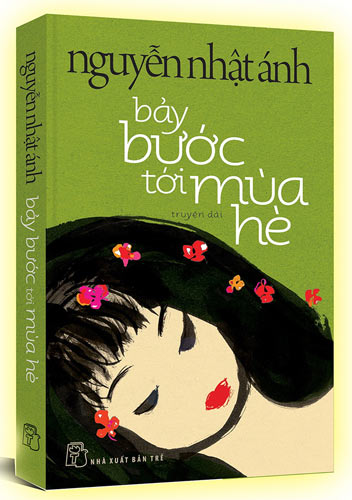 nguyễn nhật ánh
bảy
bước
tới mùa
hè
truyện dài
NHÀ XUẤT BẢN TRẺ
nguyễn nhật ánh bảy bước tới mùa hè